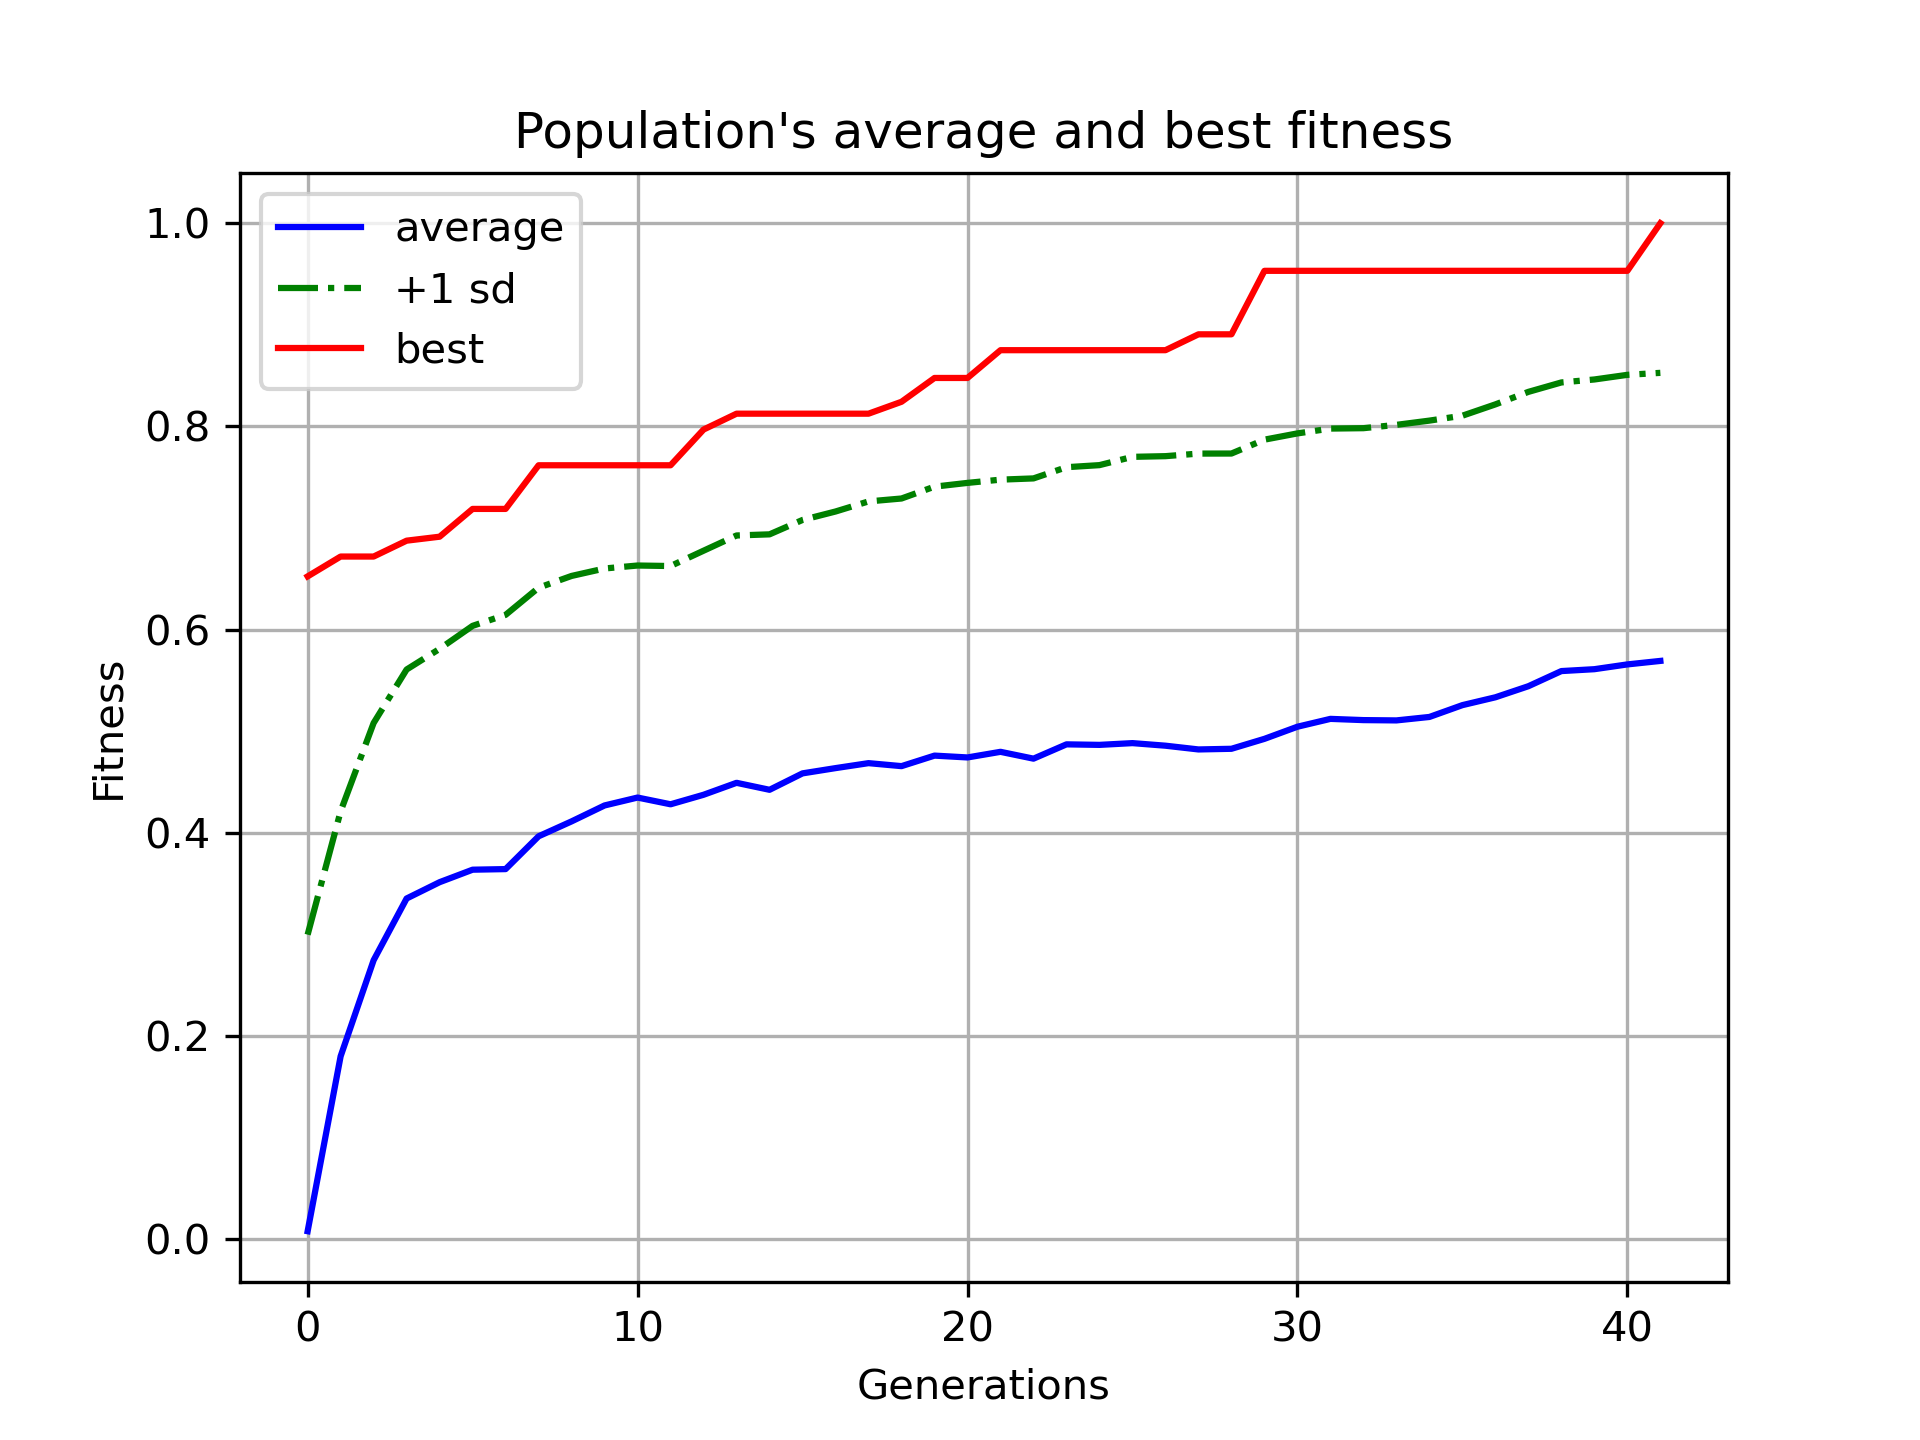 Population's average and best fitness
average
+1 sd
best
1.0
0.8
0.6
0.4
0.2
0.0
Fitness
0 10 20 30 40
Generations